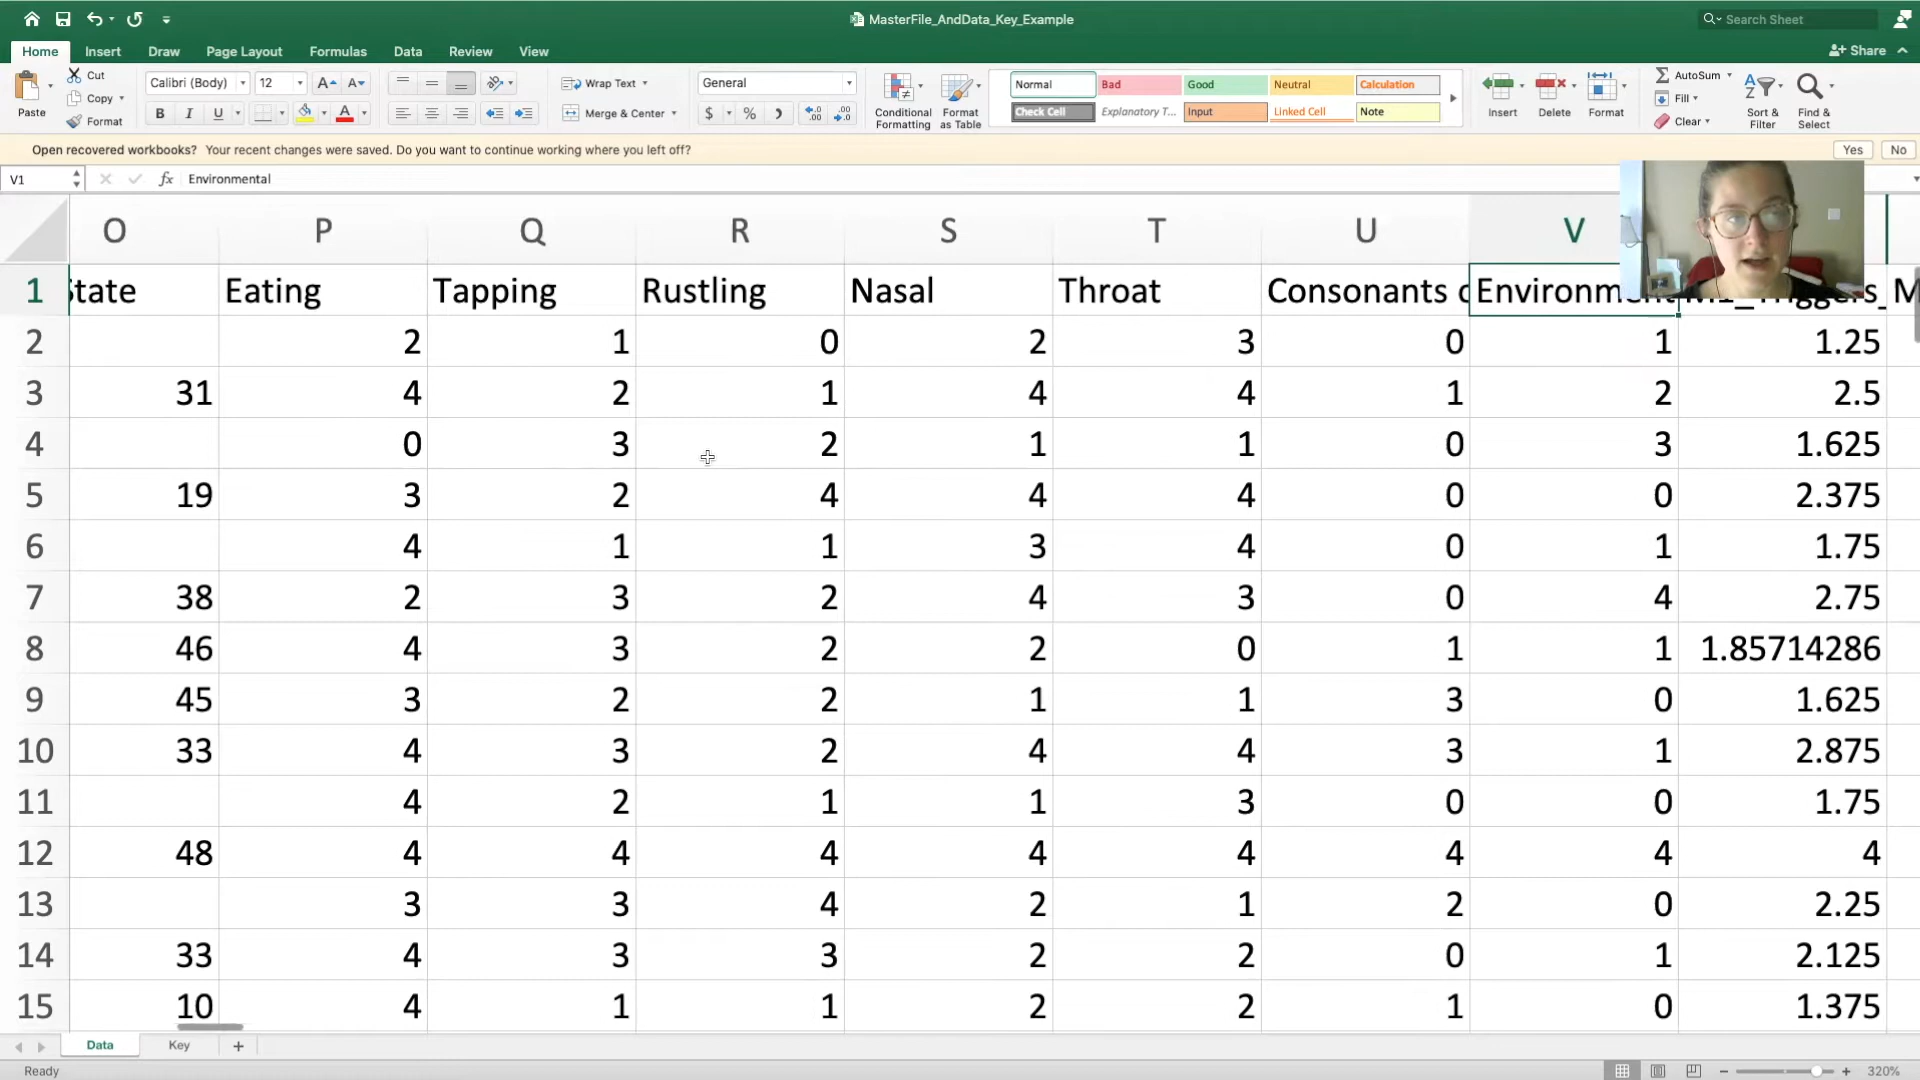 MasterFile_AndData_Key_Example
Search Sheet
Home Insert Draw Page Layout Formulas Data Review View
Share
Paste
Cut
Copy
Format
Calibri (Body) 12
B I U
Wrap Text
Merge & Center
General
$ %
Conditional Formatting
Format as Table
Normal Bad Good Neutral Calculation
Check Cell Explanatory T... Input Linked Cell Note
Insert Delete Format
AutoSum
Fill
Clear
Sort & Filter
Find & Select
Open recovered workbooks? Your recent changes were saved. Do you want to continue working where you left off?
Yes No
V1 fx Environmental
O P Q R S T U V
1 State Eating Tapping Rustling Nasal Throat Consonants
2 2 1 0 2 3 0 1 1.25
3 31 4 2 1 4 4 1 2 2.5
4 0 3 2 1 1 0 3 1.625
5 19 3 2 4 4 4 0 0 2.375
6 4 1 1 3 4 0 1 1.75
7 38 2 3 2 4 3 0 4 2.75
8 46 4 3 2 2 0 1 1 1.85714286
9 45 3 2 2 1 1 3 0 1.625
10 33 4 3 2 4 4 3 1 2.875
11 4 2 1 1 3 0 0 1.75
12 48 4 4 4 4 4 4 4 4
13 3 3 4 2 1 2 0 2.25
14 33 4 3 3 2 2 0 1 2.125
15 10 4 1 1 2 2 1 0 1.375
Data Key +
Ready
320%